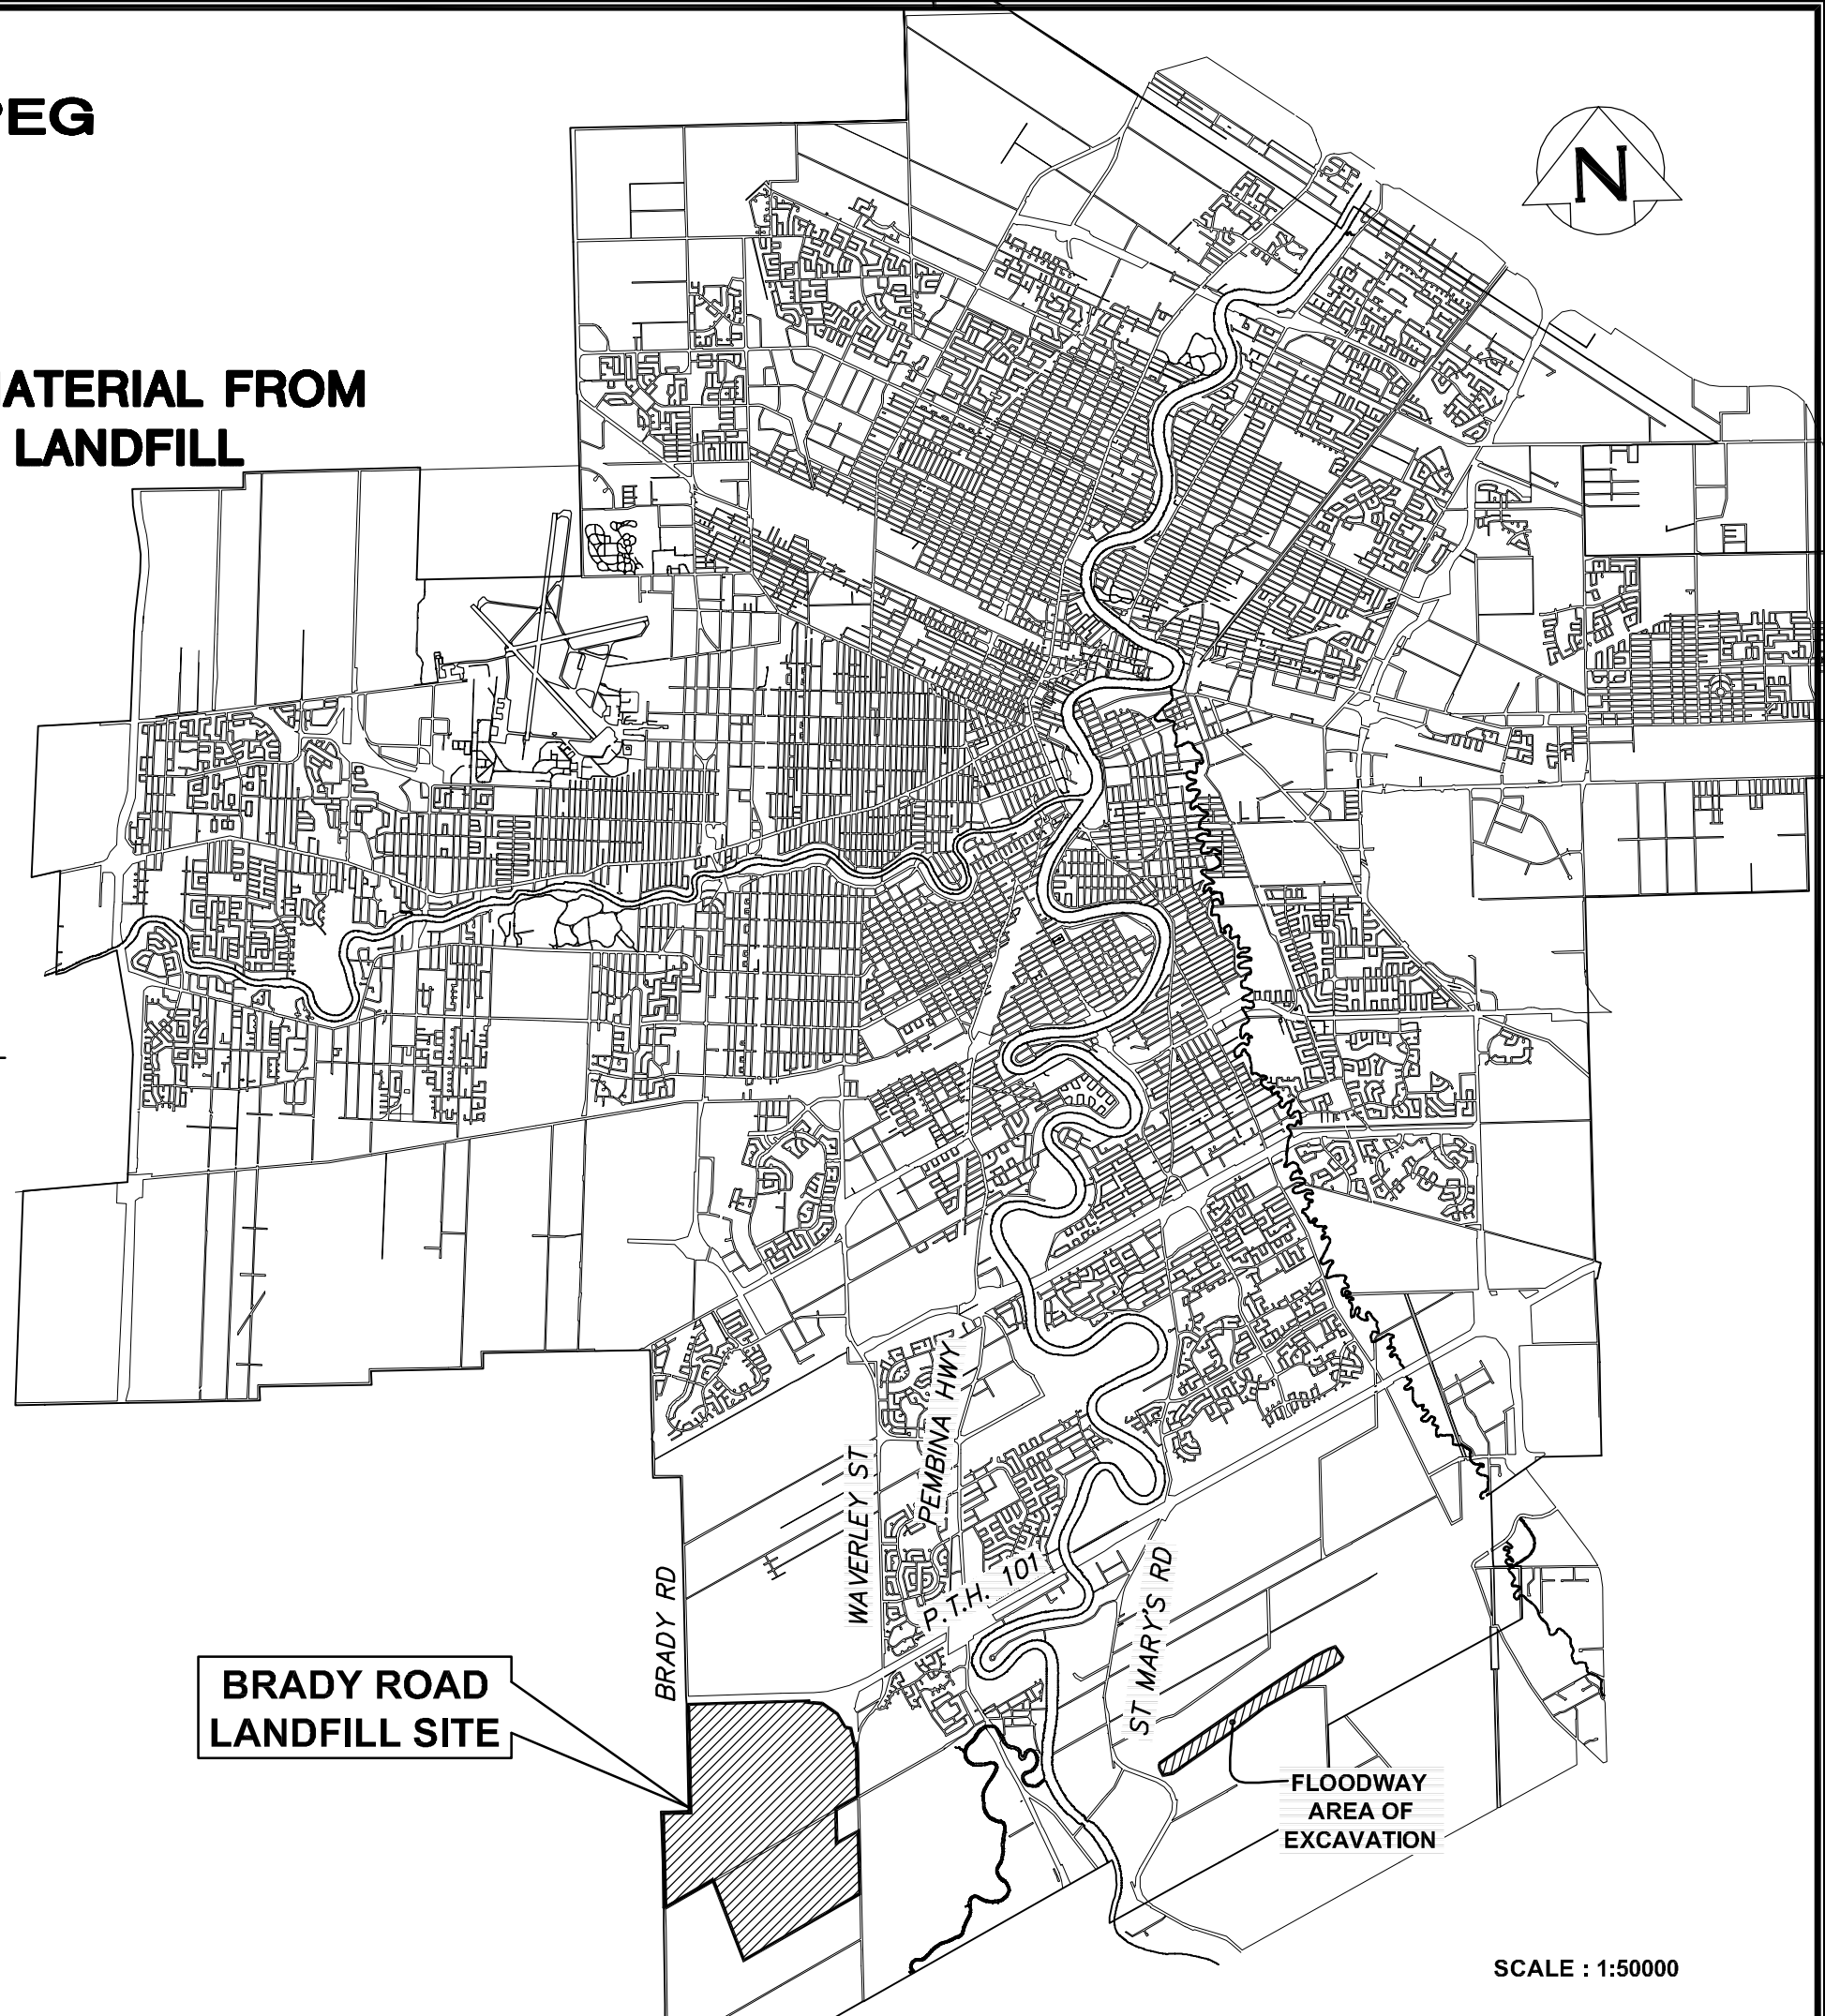 PEG
MATERIAL FROM
LANDFILL
N
WAVERLEY ST
PEMBINA HWY
P.T.H. 101
BRADY RD
ST MARY'S RD
BRADY ROAD
LANDFILL SITE
FLOODWAY
AREA OF
EXCAVATION
SCALE : 1:50000